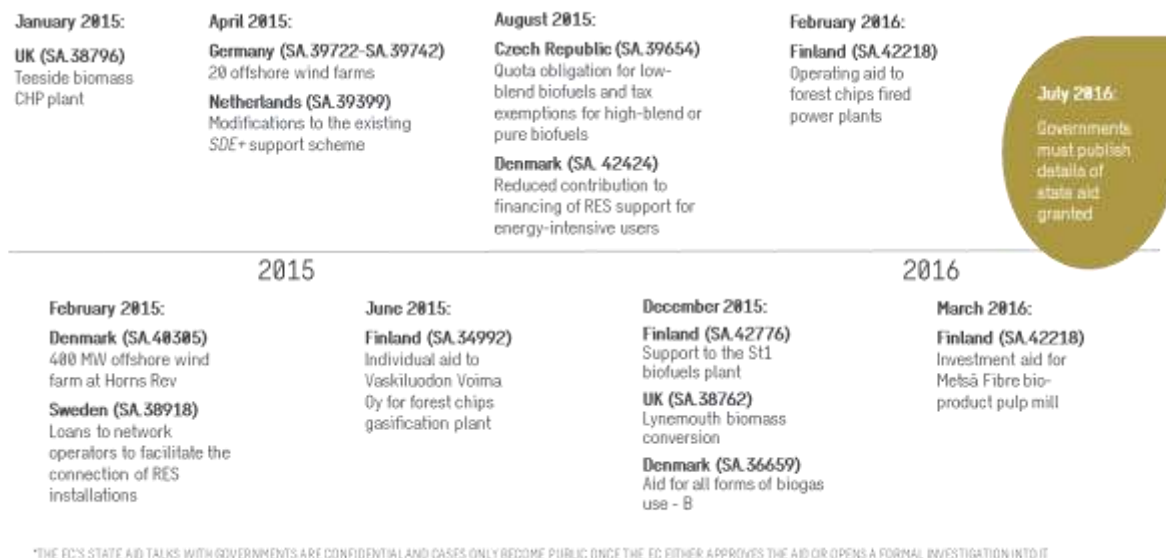 January 2015:
UK (SA.38796)
Teeside biomass
CHP plant
April 2015:
Germany (SA.39722-SA.39742)
20 offshore wind farms
Netherlands (SA.39399)
Modifications to the existing
SDE+ support scheme
August 2015:
Czech Republic (SA.39654)
Quota obligation for low-
blend biofuels and tax
exemptions for high-blend or
pure biofuels
Denmark (SA. 42424)
Reduced contribution to
financing of RES support for
energy-intensive users
February 2016:
Finland (SA.42218)
Operating aid to
forest chips fired
power plants
July 2016:
Governments
must publish
details of
state aid
granted
2015
2016
February 2015:
Denmark (SA.40305)
400 MW offshore wind
farm at Horns Rev
Sweden (SA.38918)
Loans to network
operators to facilitate the
connection of RES
installations
June 2015:
Finland (SA.34992)
Individual aid to
Vaskiluodon Voima
Oy for forest chips
gasification plant
December 2015:
Finland (SA.42776)
Support to the St1
biofuels plant
UK (SA.38762)
Lynemouth biomass
conversion
Denmark (SA.36659)
Aid for all forms of biogas
use - B
March 2016:
Finland (SA.42218)
Investment aid for
Metsä Fibre bio-
product pulp mill
*THE EC'S STATE AID TALKS WITH GOVERNMENTS ARE CONFIDENTIAL AND CASES ONLY BECOME PUBLIC ONCE THE EC EITHER APPROVES THE AID OR OPENS A FORMAL INVESTIGATION INTO IT